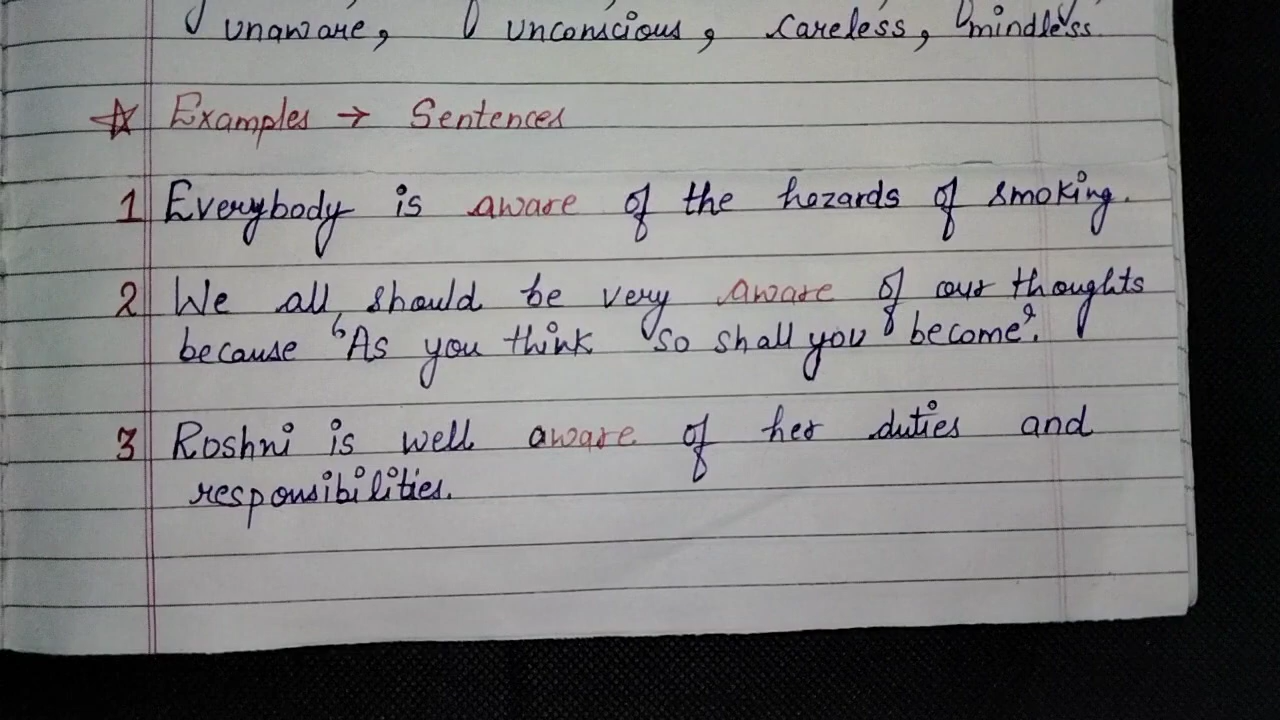 unaware, unconscious, careless, mindless
☆ Examples → Sentences
1 Everybody is aware of the hazards of smoking.
2 We all should be very aware of our thoughts
because "As you think so shall you become".
3 Roshni is well aware of her duties and
responsibilities.